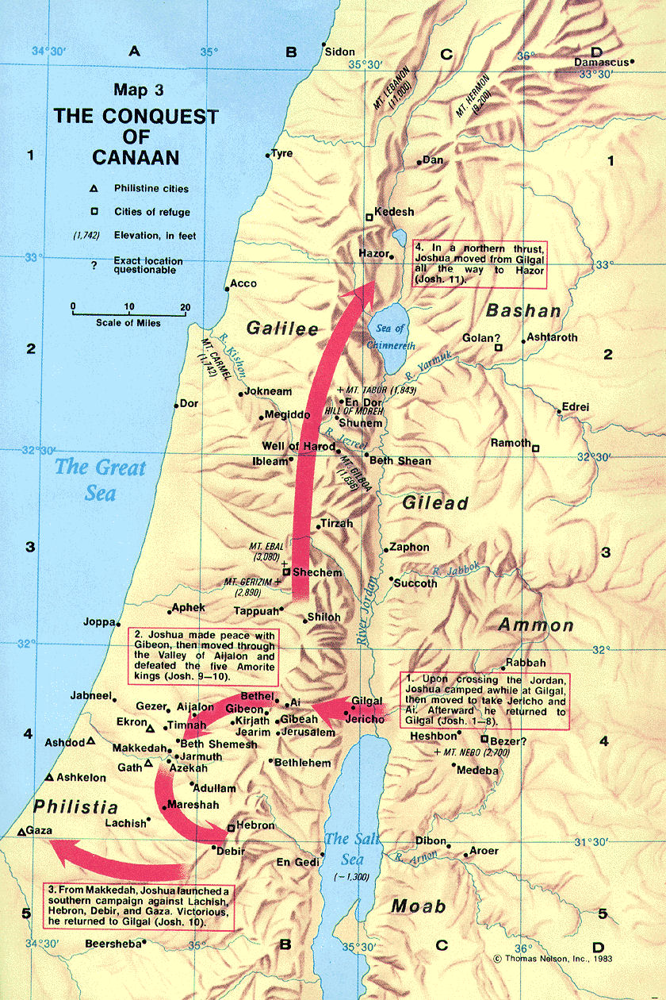 34°30'
A
35°
B
Sidon
35°30'
C
36°
D
Damascus
33°30'
MT. LEBANON
(11,000)
MT. HERMON
(9,200)
Map 3
THE CONQUEST
OF
CANAAN
Philistine cities
Cities of refuge
(1,742) Elevation, in feet
? Exact location
questionable
0 20
Scale of Miles
1
Tyre
Dan
1
Kedesh
33°
Hazor
4. In a northern thrust,
Joshua moved from Gilgal
all the way to Hazor
(Josh. 11).
33°
Acco
Galilee
Sea of
Chinnereth
Bashan
Golan?
Ashtaroth
2
R. Kishon
MT. CARMEL
(1,742)
R. Yarmuk
2
Jokneam
MT. TABOR (1,843)
Dor
En Dor
HILL OF MOREH
Megiddo
Shunem
Edrei
R. Jezreel
Well of Harod
Ramoth
32°30'
Ibleam
MT. GILBOA
(1,696)
Beth Shean
32°30'
The Great
Sea
Gilead
Tirzah
3
MT. EBAL
(3,080)
Zaphon
3
Shechem
R. Jabbok
MT. GERIZIM
(2,890)
Succoth
River Jordan
Aphek
Tappuah
Shiloh
Joppa
Ammon
32°
2. Joshua made peace with
Gibeon, then moved through
the Valley of Aijalon and
defeated the five Amorite
kings (Josh. 9–10).
32°
Rabbah
1. Upon crossing the Jordan,
Joshua camped awhile at Gilgal,
then moved to take Jericho and
Ai. Afterward he returned to
Gilgal (Josh. 1–8).
Jabneel
Bethel
Ai
Gilgal
Gezer
Aijalon
Gibeon
Jericho
Ekron
Timnah
Kirjath
Jearim
Gibeah
Jerusalem
4
Ashdod
Beth Shemesh
Heshbon
Bezer?
4
Makkedah
Jarmuth
MT. NEBO (2,700)
Gath
Azekah
Bethlehem
Medeba
Ashkelon
Adullam
Philistia
Mareshah
Lachish
Hebron
Gaza
The Salt
Sea
(−1,300)
Dibon
31°30'
Debir
Aroer
En Gedi
R. Arnon
3. From Makkedah, Joshua launched a
southern campaign against Lachish,
Hebron, Debir, and Gaza. Victorious,
he returned to Gilgal (Josh. 10).
Moab
5
5
34°30'
Beersheba
35°
B
35°30'
C
36°
D
© Thomas Nelson, Inc., 1983